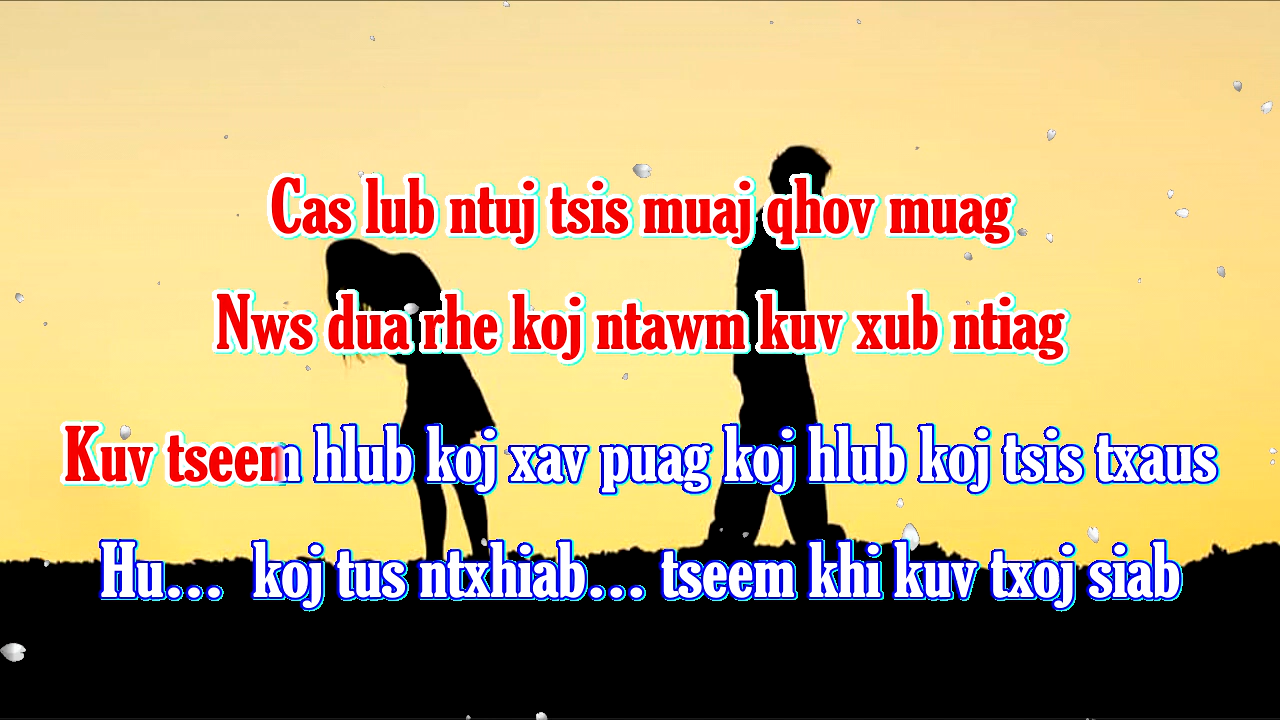 Cas lub ntuj tsis muaj qhov muag
Nws dua rhe koj ntawm kuv xub ntiag
Kuv tseem hlub koj xav puag koj hlub koj tsis txaus
Hu... koj tus ntxhiab... tseem khi kuv txoj siab